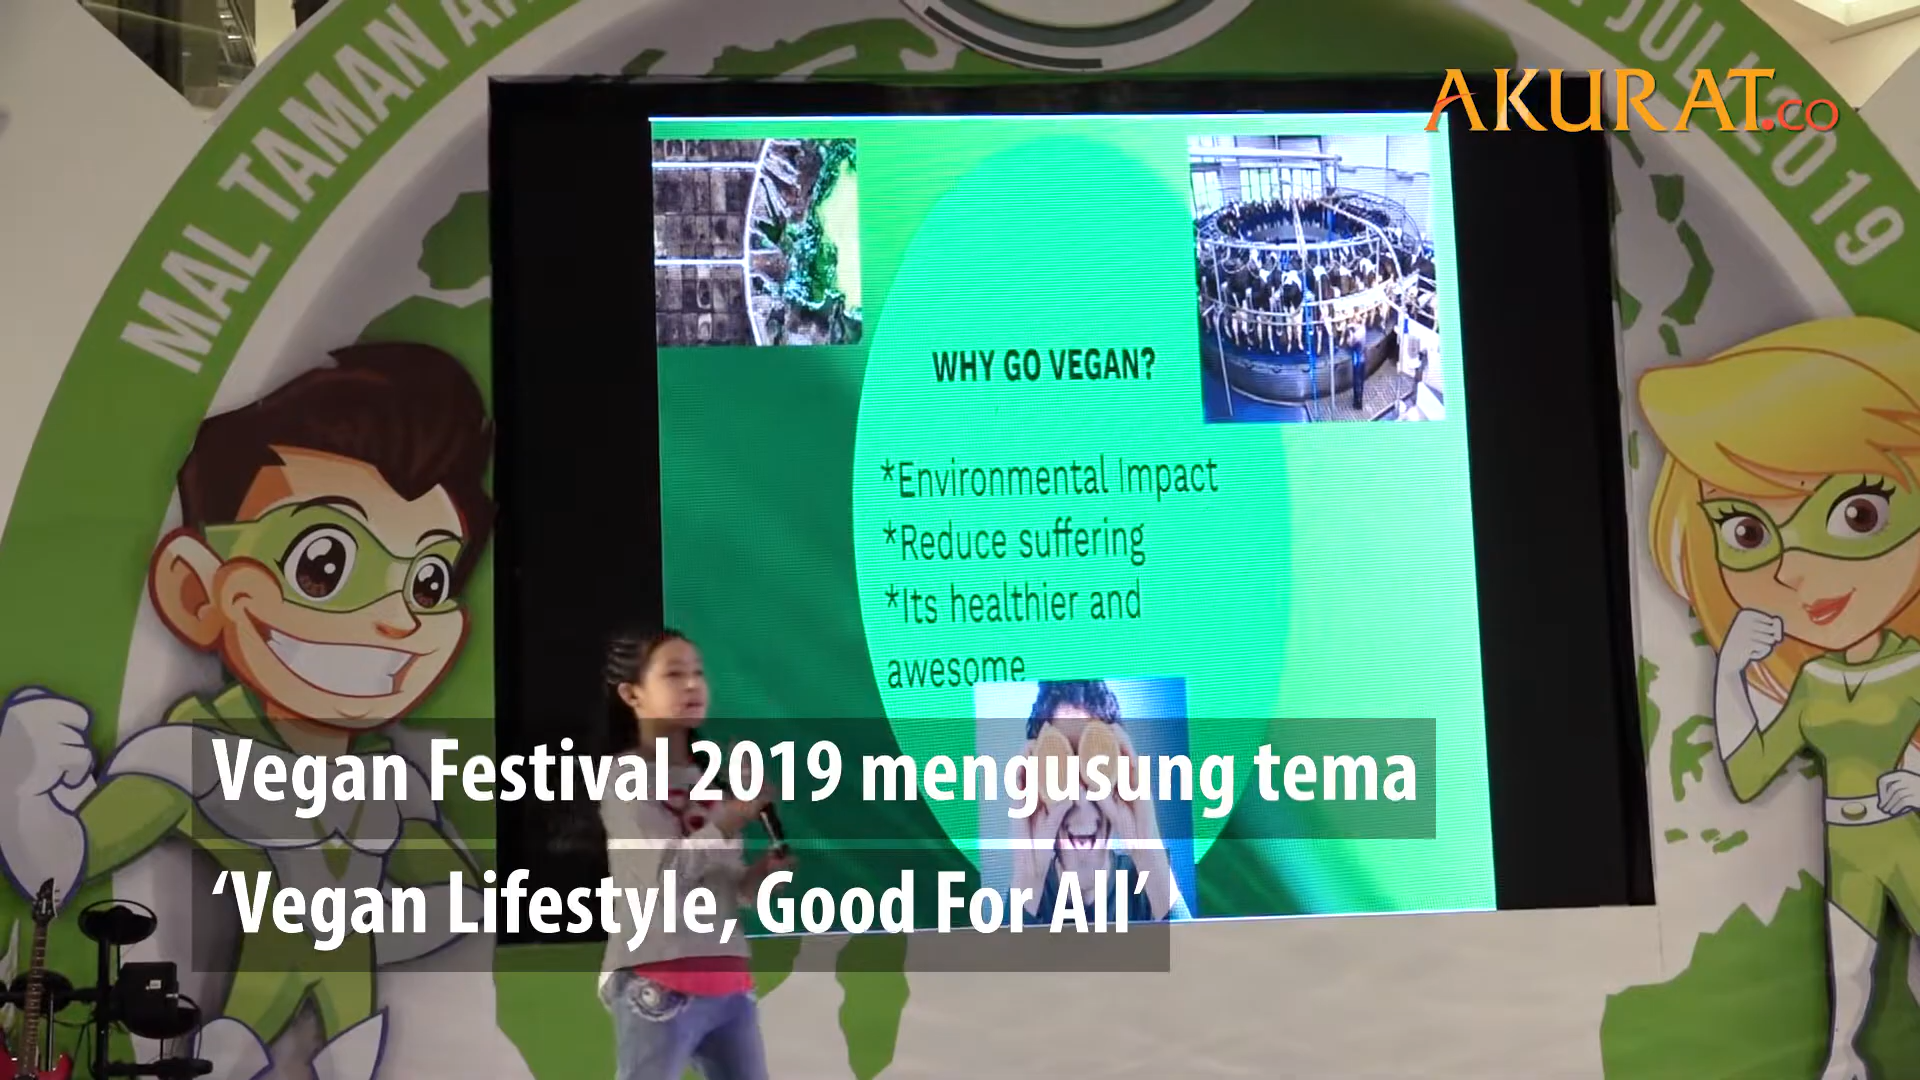 MAL TAMAN
JULI 2019
AKURAT.co
WHY GO VEGAN?
*Environmental Impact
*Reduce suffering
*Its healthier and
awesome
Vegan Festival 2019 mengusung tema
‘Vegan Lifestyle, Good For All’